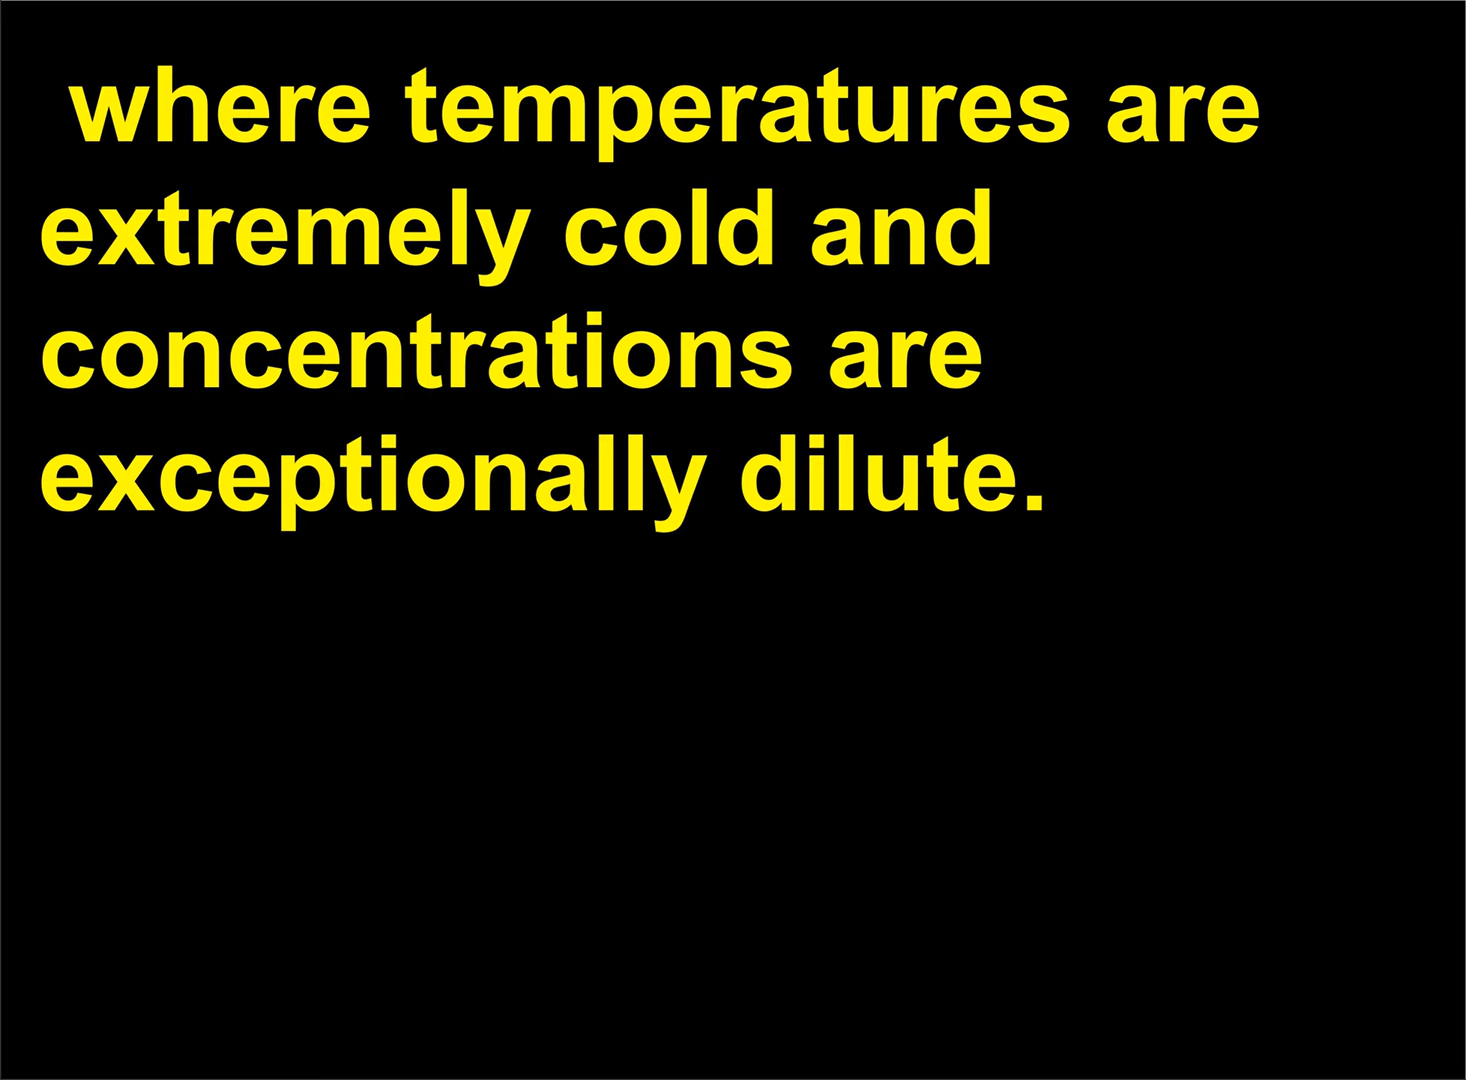 where temperatures are
extremely cold and
concentrations are
exceptionally dilute.